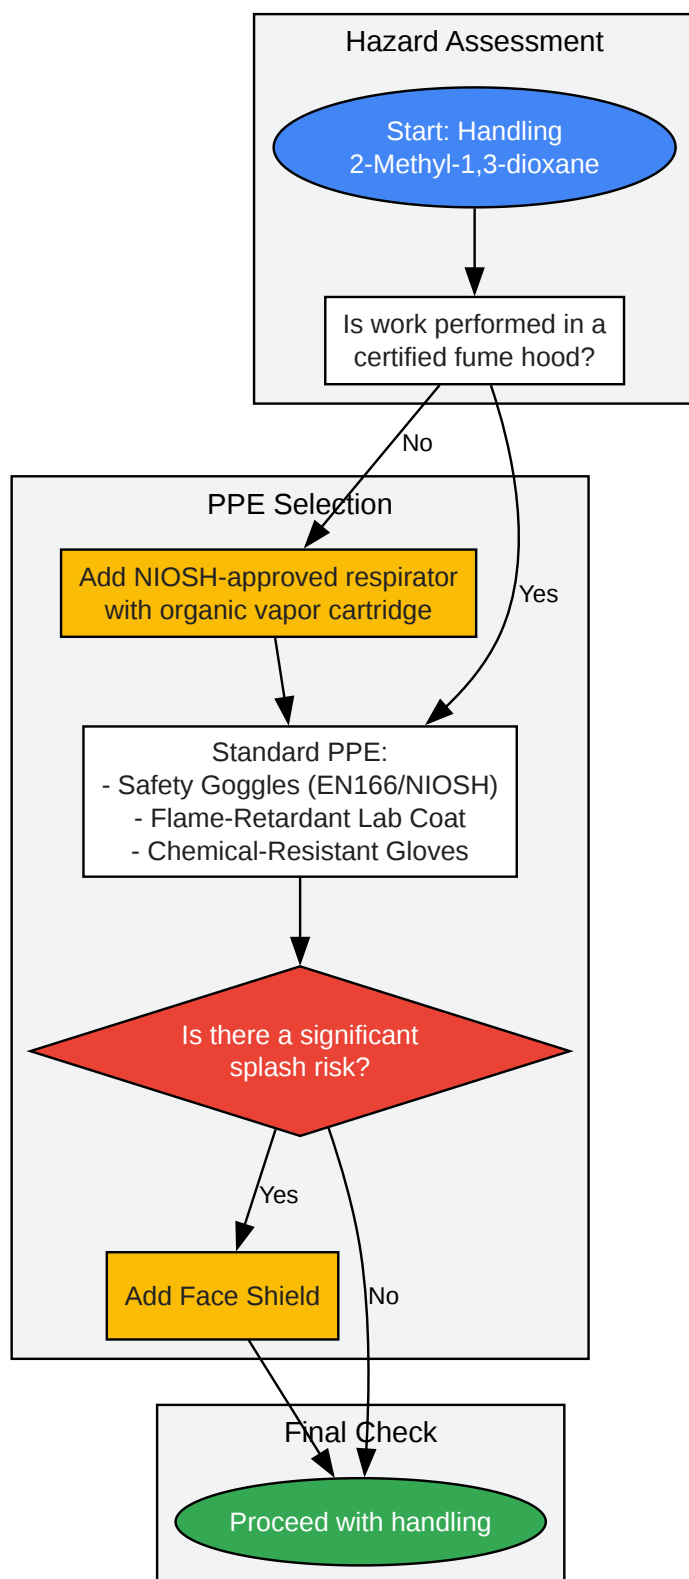 Hazard Assessment
Start: Handling
2-Methyl-1,3-dioxane
Is work performed in a
certified fume hood?
No
Yes
PPE Selection
Add NIOSH-approved respirator
with organic vapor cartridge
Standard PPE:
- Safety Goggles (EN166/NIOSH)
- Flame-Retardant Lab Coat
- Chemical-Resistant Gloves
Is there a significant
splash risk?
Yes
No
Add Face Shield
Final Check
Proceed with handling